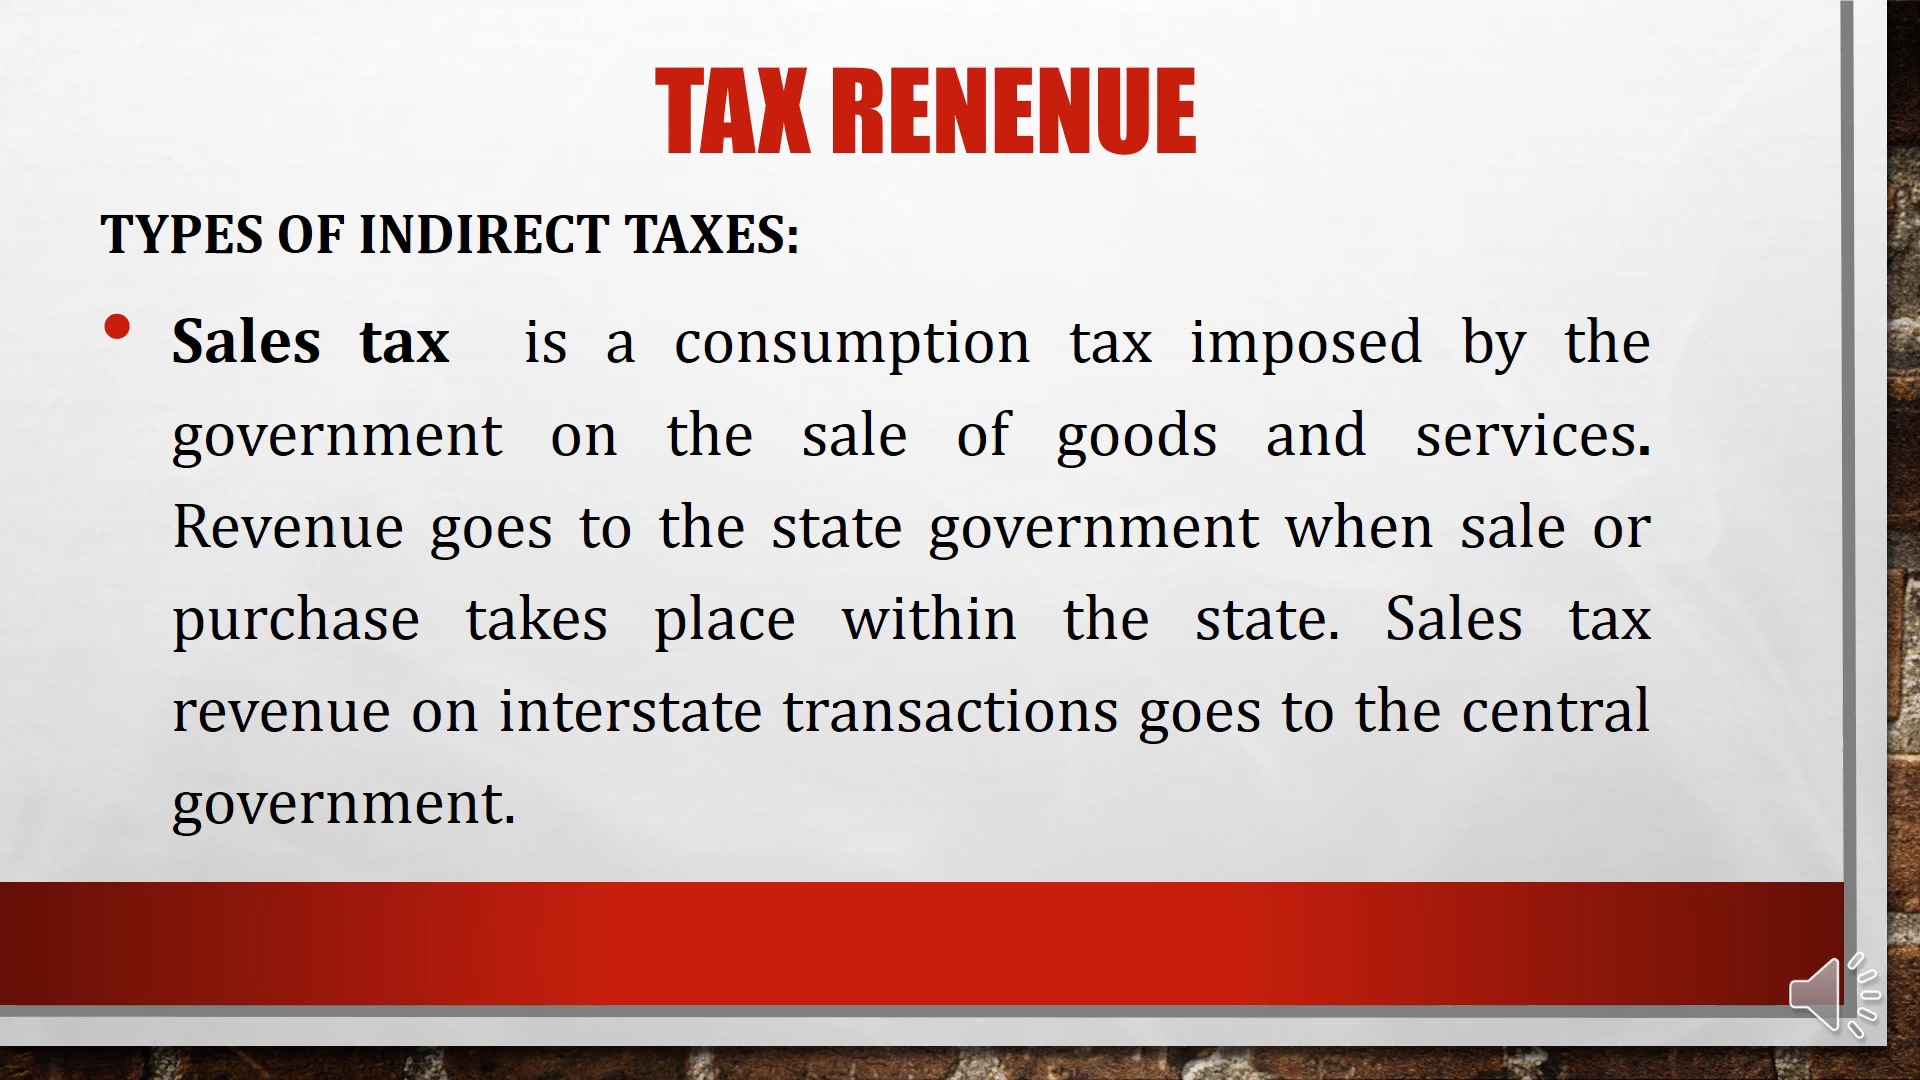 TAX RENENUE
TYPES OF INDIRECT TAXES:
• Sales tax is a consumption tax imposed by the
government on the sale of goods and services.
Revenue goes to the state government when sale or
purchase takes place within the state. Sales tax
revenue on interstate transactions goes to the central
government.